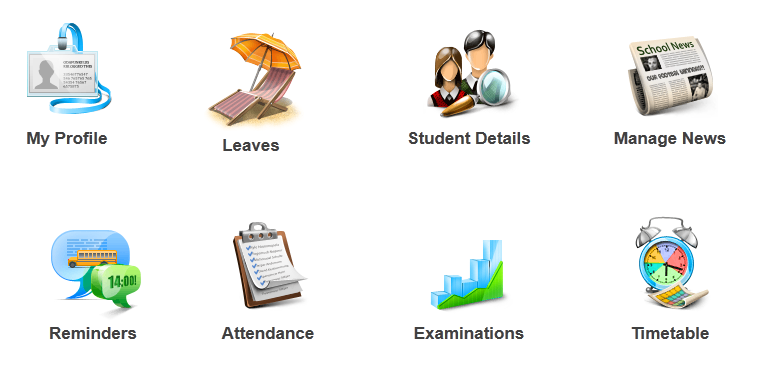 My Profile
Leaves
Student Details
School News
Manage News
14:00!
Reminders
Attendance
Examinations
Timetable